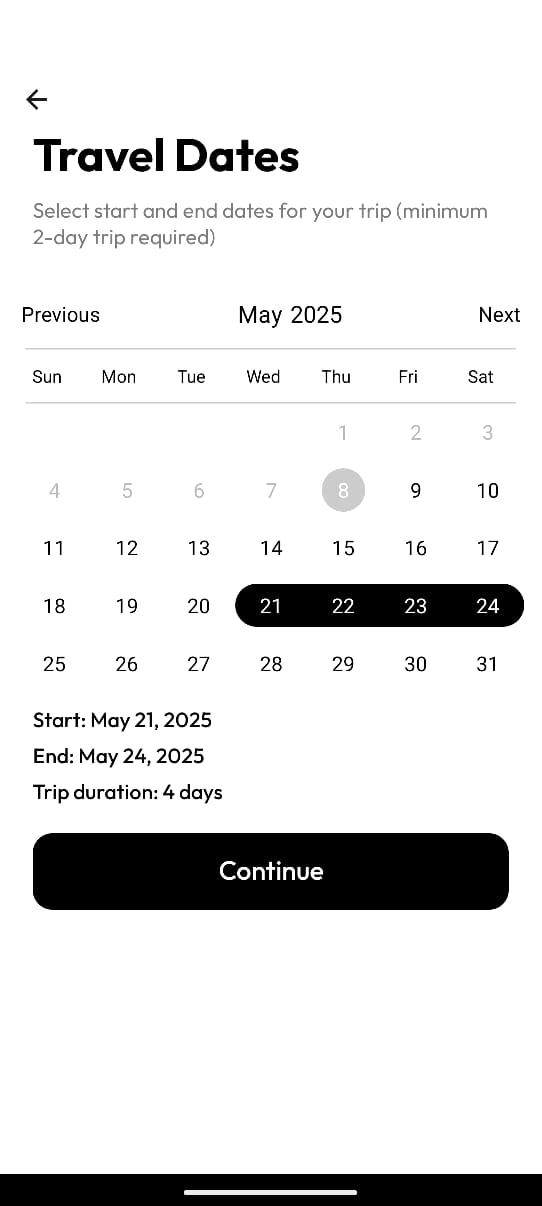 Travel Dates
Select start and end dates for your trip (minimum
2-day trip required)
Previous May 2025 Next
Sun Mon Tue Wed Thu Fri Sat
1 2 3
4 5 6 7 8 9 10
11 12 13 14 15 16 17
18 19 20 21 22 23 24
25 26 27 28 29 30 31
Start: May 21, 2025
End: May 24, 2025
Trip duration: 4 days
Continue